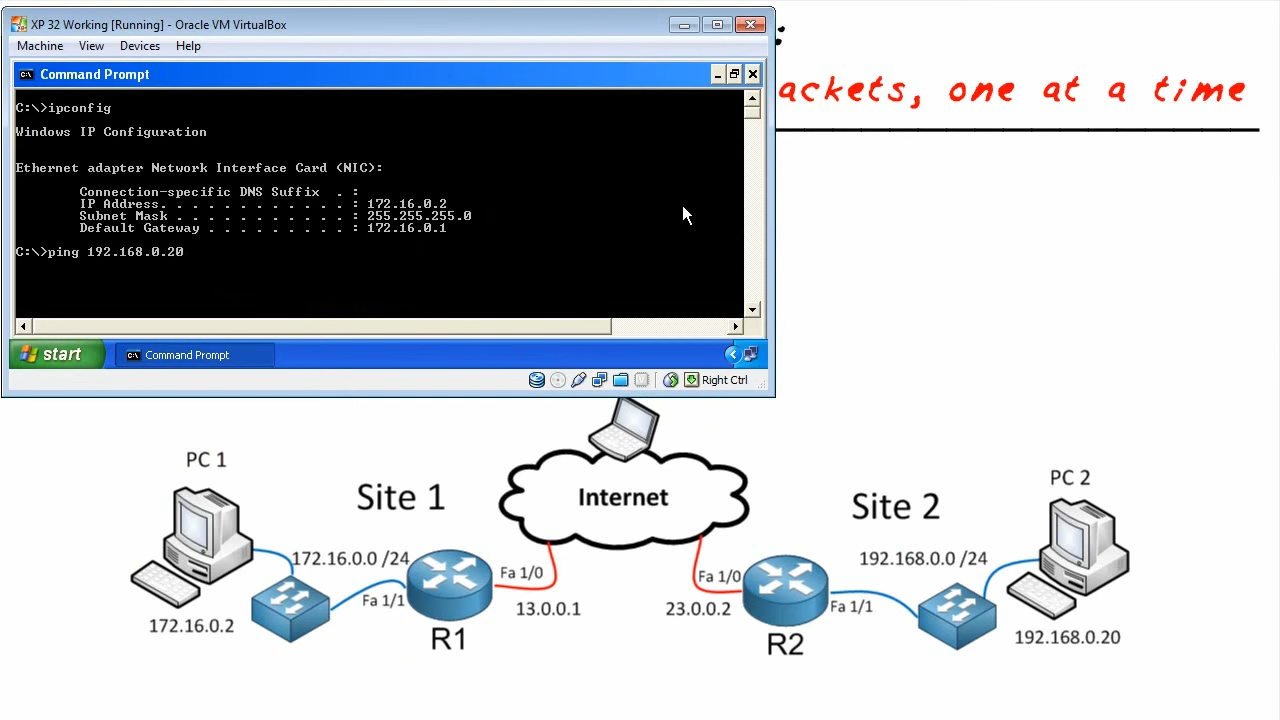 XP 32 Working [Running] - Oracle VM VirtualBox
Machine View Devices Help
:
Command Prompt
ackets, one at a time
C:\>ipconfig
Windows IP Configuration
Ethernet adapter Network Interface Card (NIC):
Connection-specific DNS Suffix . :
IP Address. . . . . . . . . . . . : 172.16.0.2
Subnet Mask . . . . . . . . . . . : 255.255.255.0
Default Gateway . . . . . . . . . : 172.16.0.1
C:\>ping 192.168.0.20
start Command Prompt
Right Ctrl
PC 1
Site 1
Internet
Site 2
PC 2
172.16.0.0 /24
Fa 1/0
Fa 1/0
192.168.0.0 /24
172.16.0.2
Fa 1/1
R1
13.0.0.1
23.0.0.2
R2
Fa 1/1
192.168.0.20